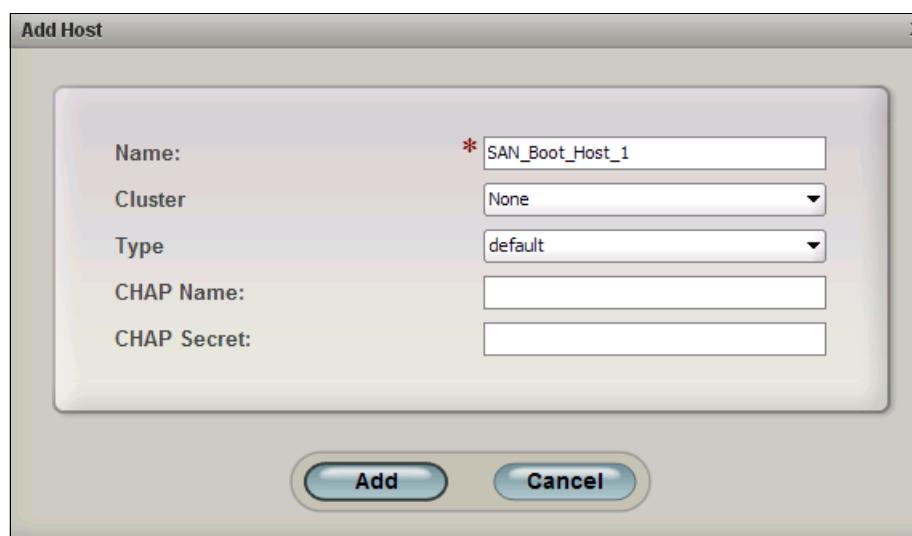 Add Host
Name: * SAN_Boot_Host_1
Cluster None
Type default
CHAP Name:
CHAP Secret:
Add Cancel